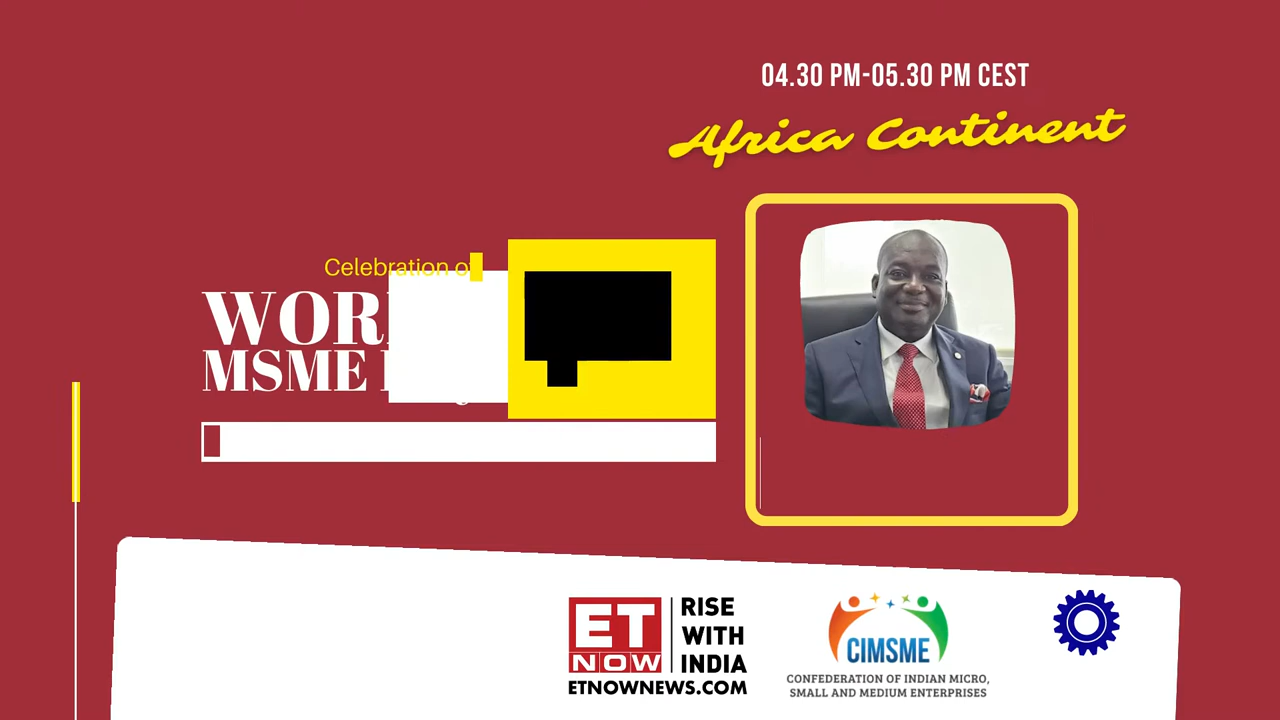 04.30 PM-05.30 PM CEST
Africa Continent
Celebration
MSME
ET
NOW
RISE
WITH
INDIA
ETNOWNEWS.COM
CIMSME
CONFEDERATION OF INDIAN MICRO,
SMALL AND MEDIUM ENTERPRISES